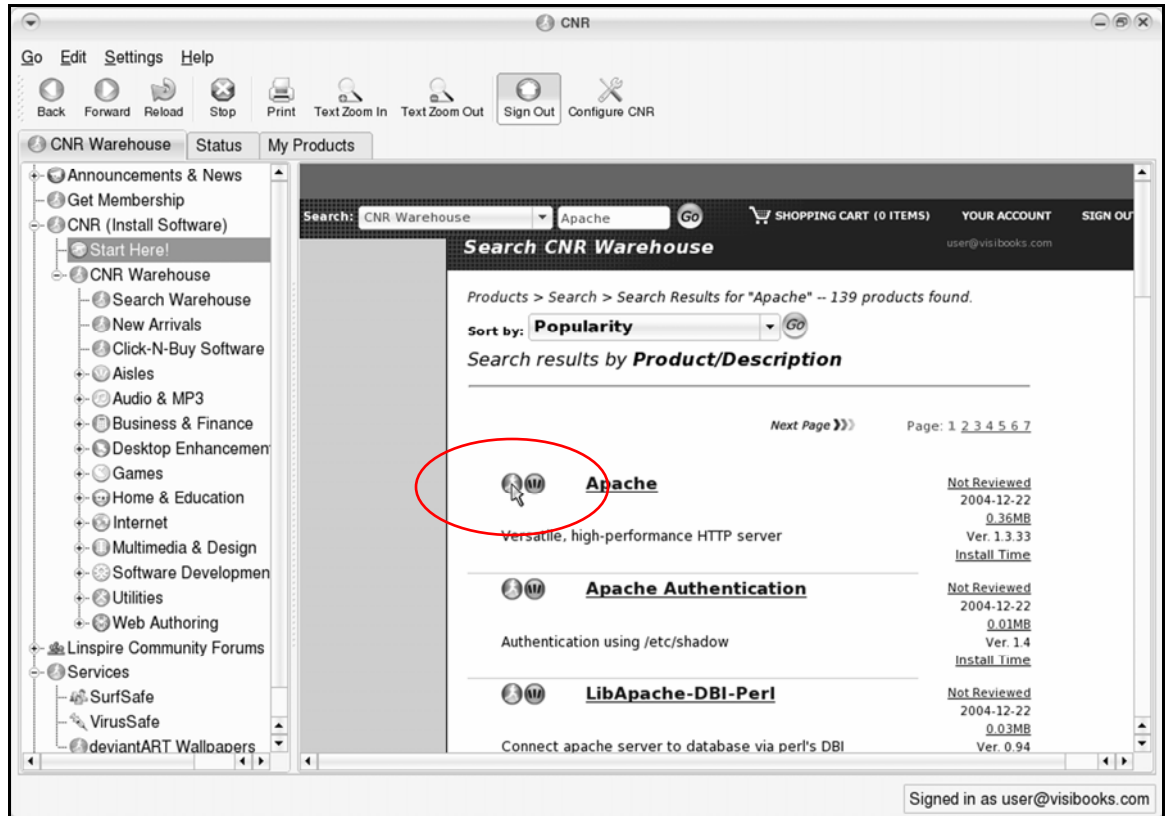 CNR
Go Edit Settings Help
Back Forward Reload Stop Print Text Zoom In Text Zoom Out Sign Out Configure CNR
CNR Warehouse Status My Products
Announcements & News
Get Membership
CNR (Install Software)
Start Here!
CNR Warehouse
Search Warehouse
New Arrivals
Click-N-Buy Software
Aisles
Audio & MP3
Business & Finance
Desktop Enhancemen
Games
Home & Education
Internet
Multimedia & Design
Software Developmen
Utilities
Web Authoring
Linspire Community Forums
Services
SurfSafe
VirusSafe
deviantART Wallpapers
Search: CNR Warehouse Apache Go SHOPPING CART (0 ITEMS) YOUR ACCOUNT SIGN OU
Search CNR Warehouse user@visibooks.com
Products > Search > Search Results for "Apache" -- 139 products found.
Sort by: Popularity Go
Search results by Product/Description
Next Page Page: 1 2 3 4 5 6 7
Apache Not Reviewed
2004-12-22
0.36MB
Versatile, high-performance HTTP server Ver. 1.3.33
Install Time
Apache Authentication Not Reviewed
2004-12-22
0.01MB
Authentication using /etc/shadow Ver. 1.4
Install Time
LibApache-DBI-Perl Not Reviewed
2004-12-22
0.03MB
Connect apache server to database via perl's DBI Ver. 0.94
Signed in as user@visibooks.com